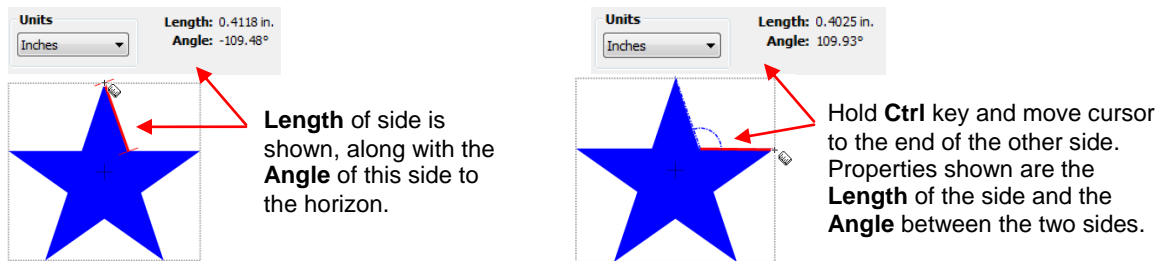 Units
Inches
Length: 0.4118 in.
Angle: -109.48°
Length of side is
shown, along with the
Angle of this side to
the horizon.
Units
Inches
Length: 0.4025 in.
Angle: 109.93°
Hold Ctrl key and move cursor
to the end of the other side.
Properties shown are the
Length of the side and the
Angle between the two sides.